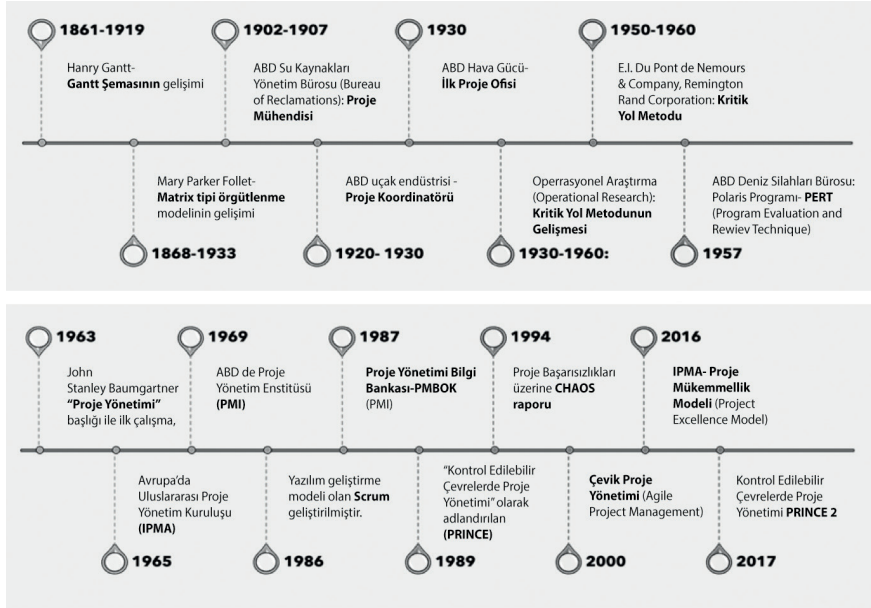 1861-1919
Hanry Gantt-
Gantt Şemasının gelişimi
1902-1907
ABD Su Kaynakları
Yönetim Bürosu (Bureau
of Reclamations): Proje
Mühendisi
1930
ABD Hava Gücü-
İlk Proje Ofisi
1950-1960
E.I. Du Pont de Nemours
& Company, Remington
Rand Corporation: Kritik
Yol Metodu
Mary Parker Follet-
Matrix tipi örgütlenme
modelinin gelişimi
1868-1933
ABD uçak endüstrisi -
Proje Koordinatörü
1920- 1930
Operrasyonel Araştırma
(Operational Research):
Kritik Yol Metodunun
Gelişmesi
1930-1960:
ABD Deniz Silahları Bürosu:
Polaris Programı- PERT
(Program Evaluation and
Rewiev Technique)
1957
1963
John
Stanley Baumgartner
“Proje Yönetimi”
başlığı ile ilk çalışma,
1969
ABD de Proje
Yönetim Enstitüsü
(PMI)
1987
Proje Yönetimi Bilgi
Bankası-PMBOK
(PMI)
1994
Proje Başarısızlıkları
üzerine CHAOS
raporu
2016
IPMA- Proje
Mükemmellik
Modeli (Project
Excellence Model)
Avrupa’da
Uluslararası Proje
Yönetim Kuruluşu
(IPMA)
1965
Yazılım geliştirme
modeli olan Scrum
geliştirilmiştir.
1986
“Kontrol Edilebilir
Çevrelerde Proje
Yönetimi” olarak
adlandırılan
(PRINCE)
1989
Çevik Proje
Yönetimi (Agile
Project Management)
2000
Kontrol Edilebilir
Çevrelerde Proje
Yönetimi PRINCE 2
2017